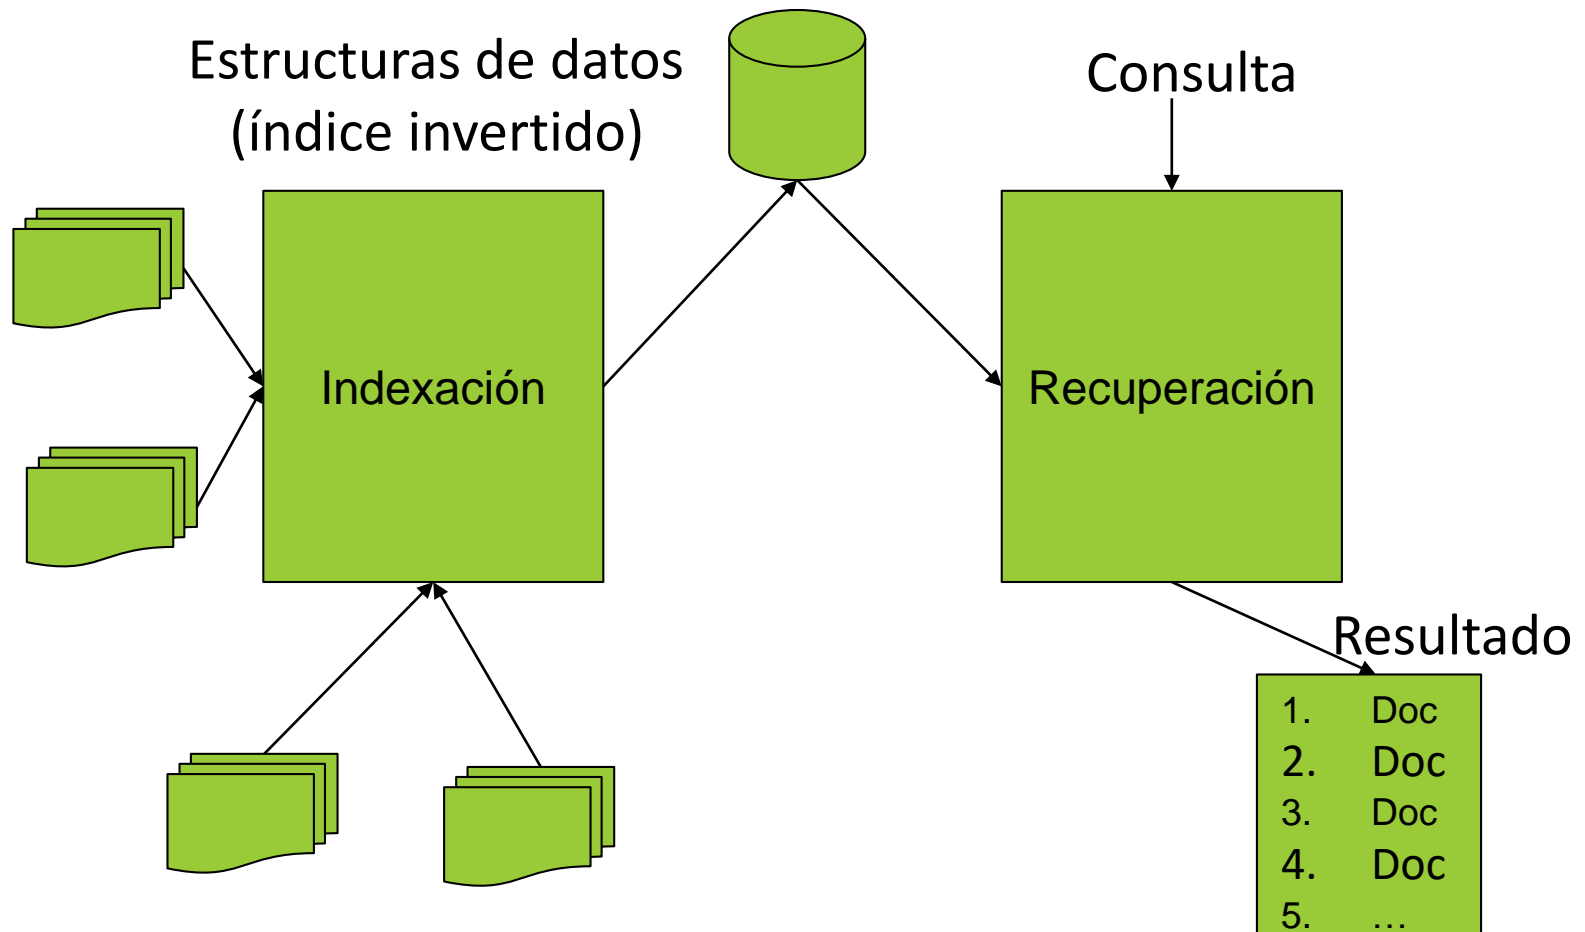 Estructuras de datos
(índice invertido)
Consulta
Indexación
Recuperación
Resultado
1. Doc
2. Doc
3. Doc
4. Doc
5. …